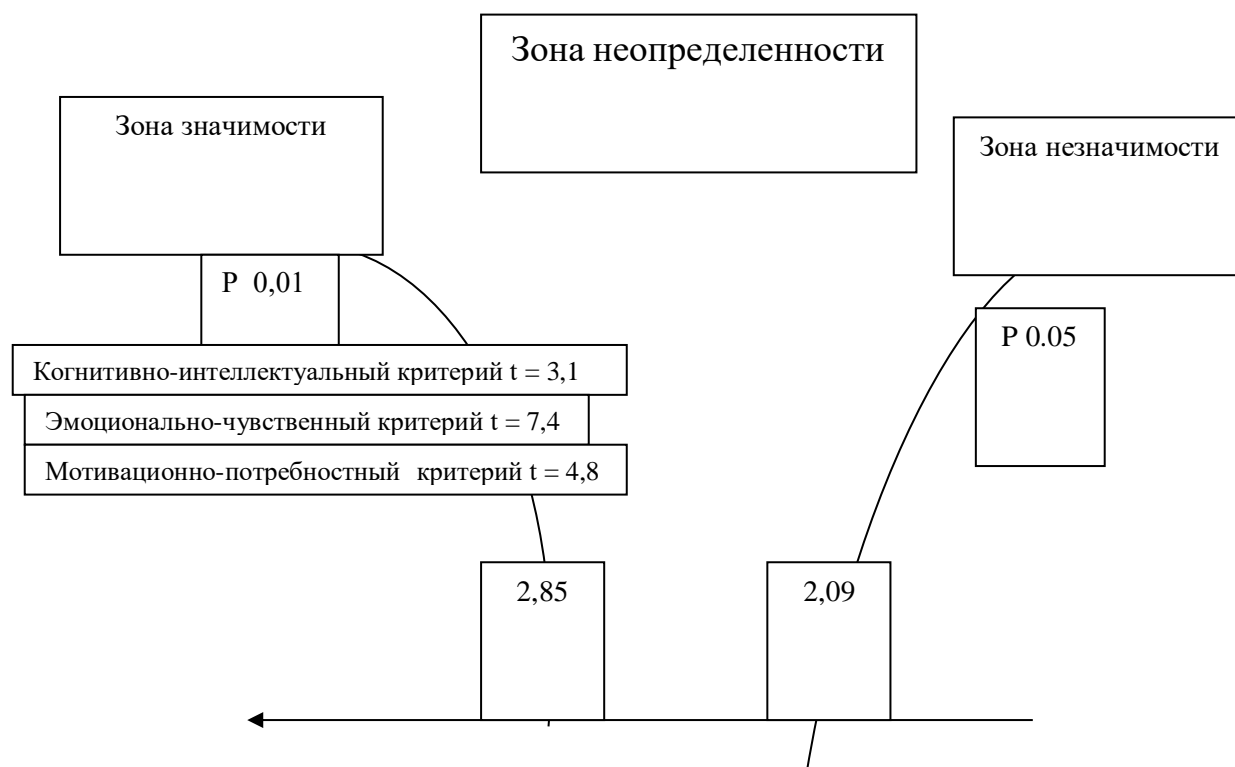 Зона неопределенности
Зона значимости
Зона незначимости
Р 0,01
Р 0.05
Когнитивно-интеллектуальный критерий t = 3,1
Эмоционально-чувственный критерий t = 7,4
Мотивационно-потребностный критерий t = 4,8
2,85
2,09